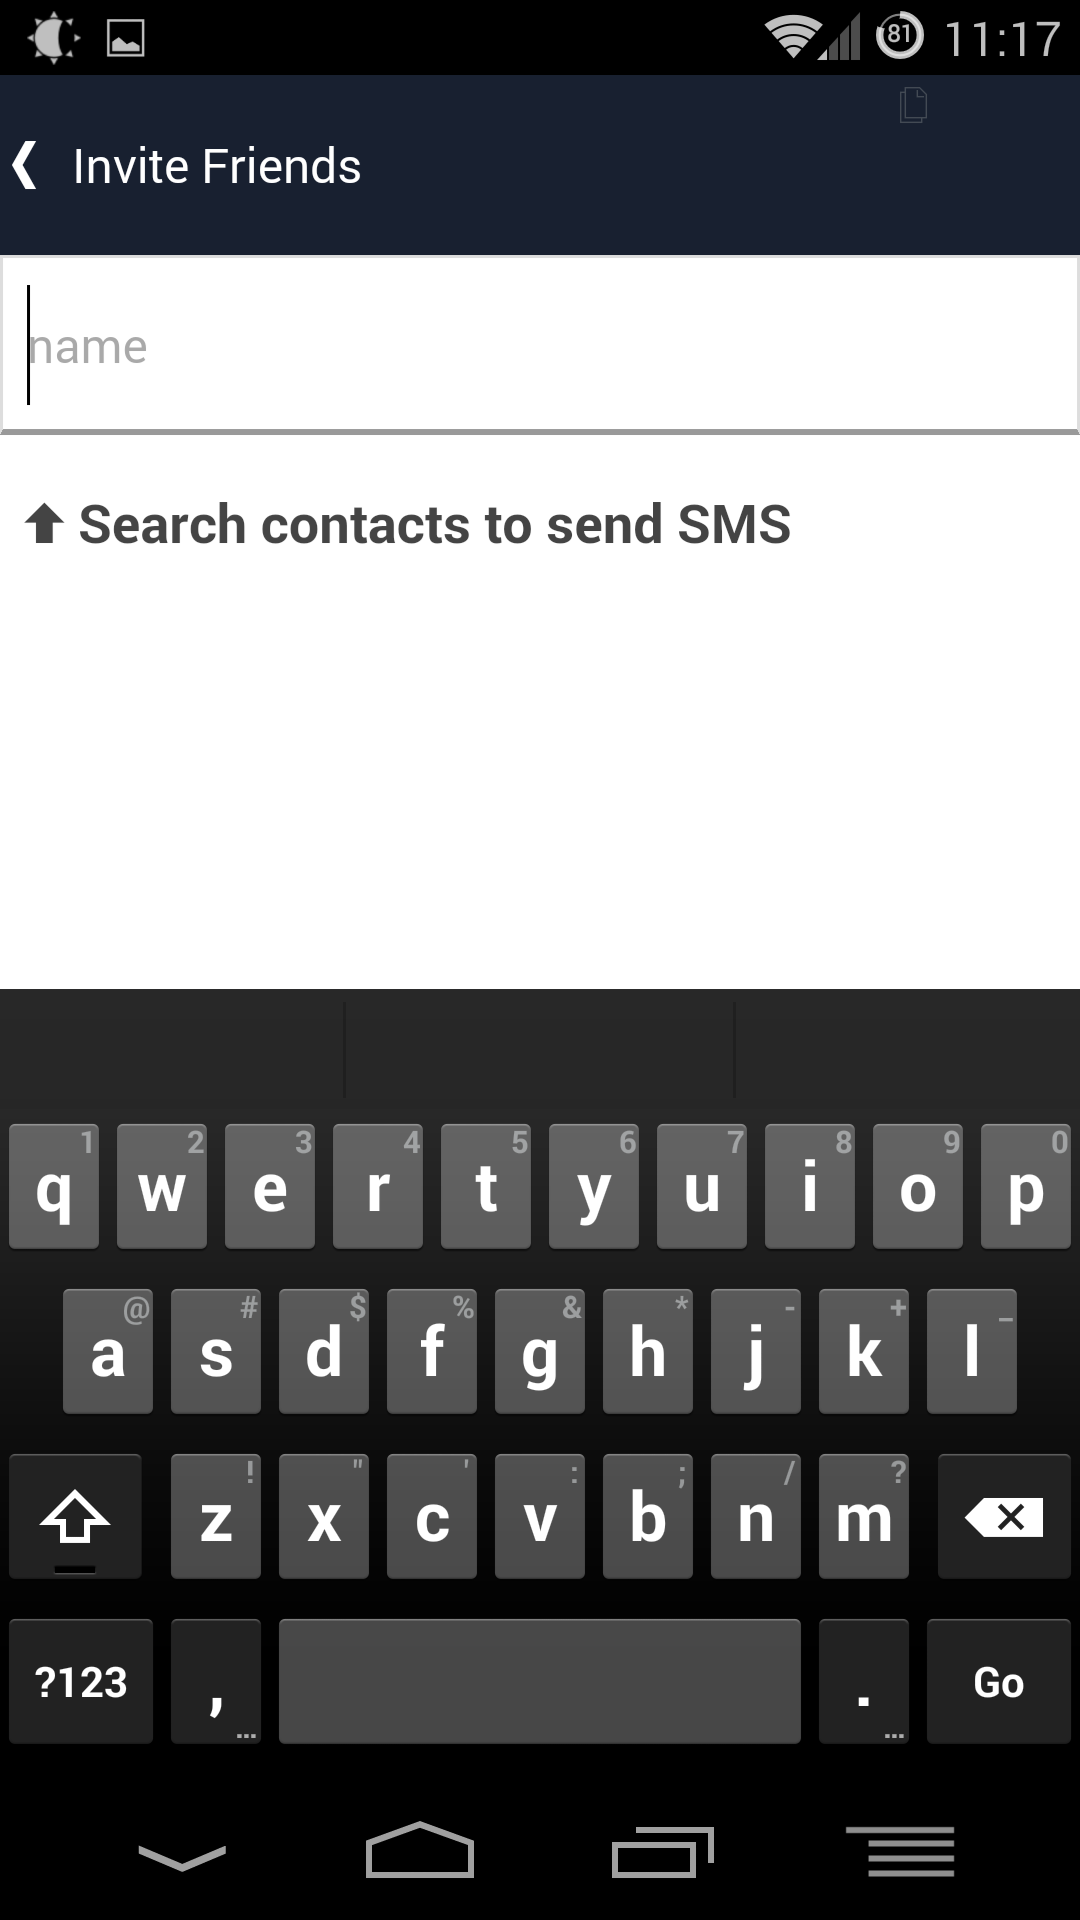 81 11:17
Invite Friends
name
Search contacts to send SMS
1 2 3 4 5 6 7 8 9 0
q w e r t y u i o p
@ # $ % & * - + _
a s d f g h j k l
! " ' : ; / ?
z x c v b n m
?123 , ... . ... Go